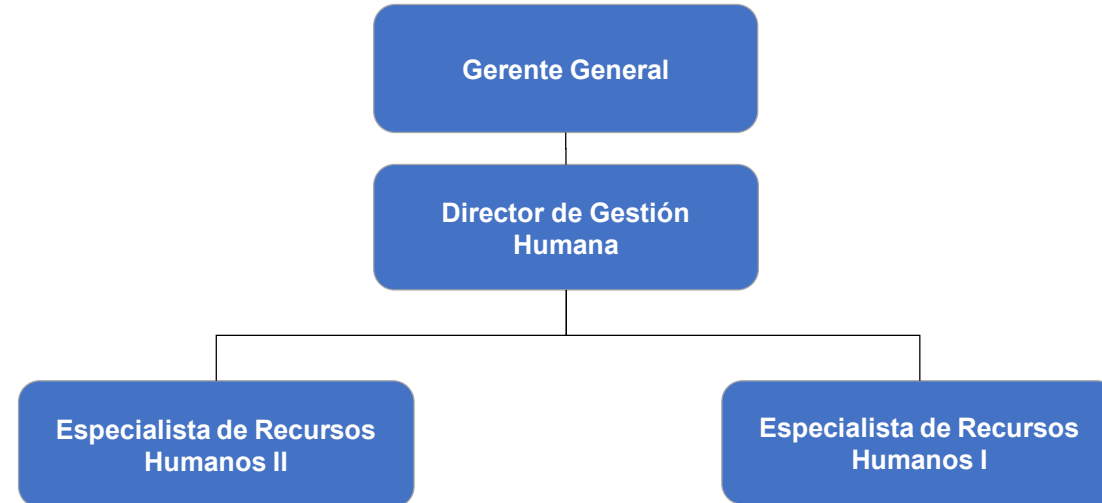 Gerente General
Director de Gestión
Humana
Especialista de Recursos
Humanos II
Especialista de Recursos
Humanos I